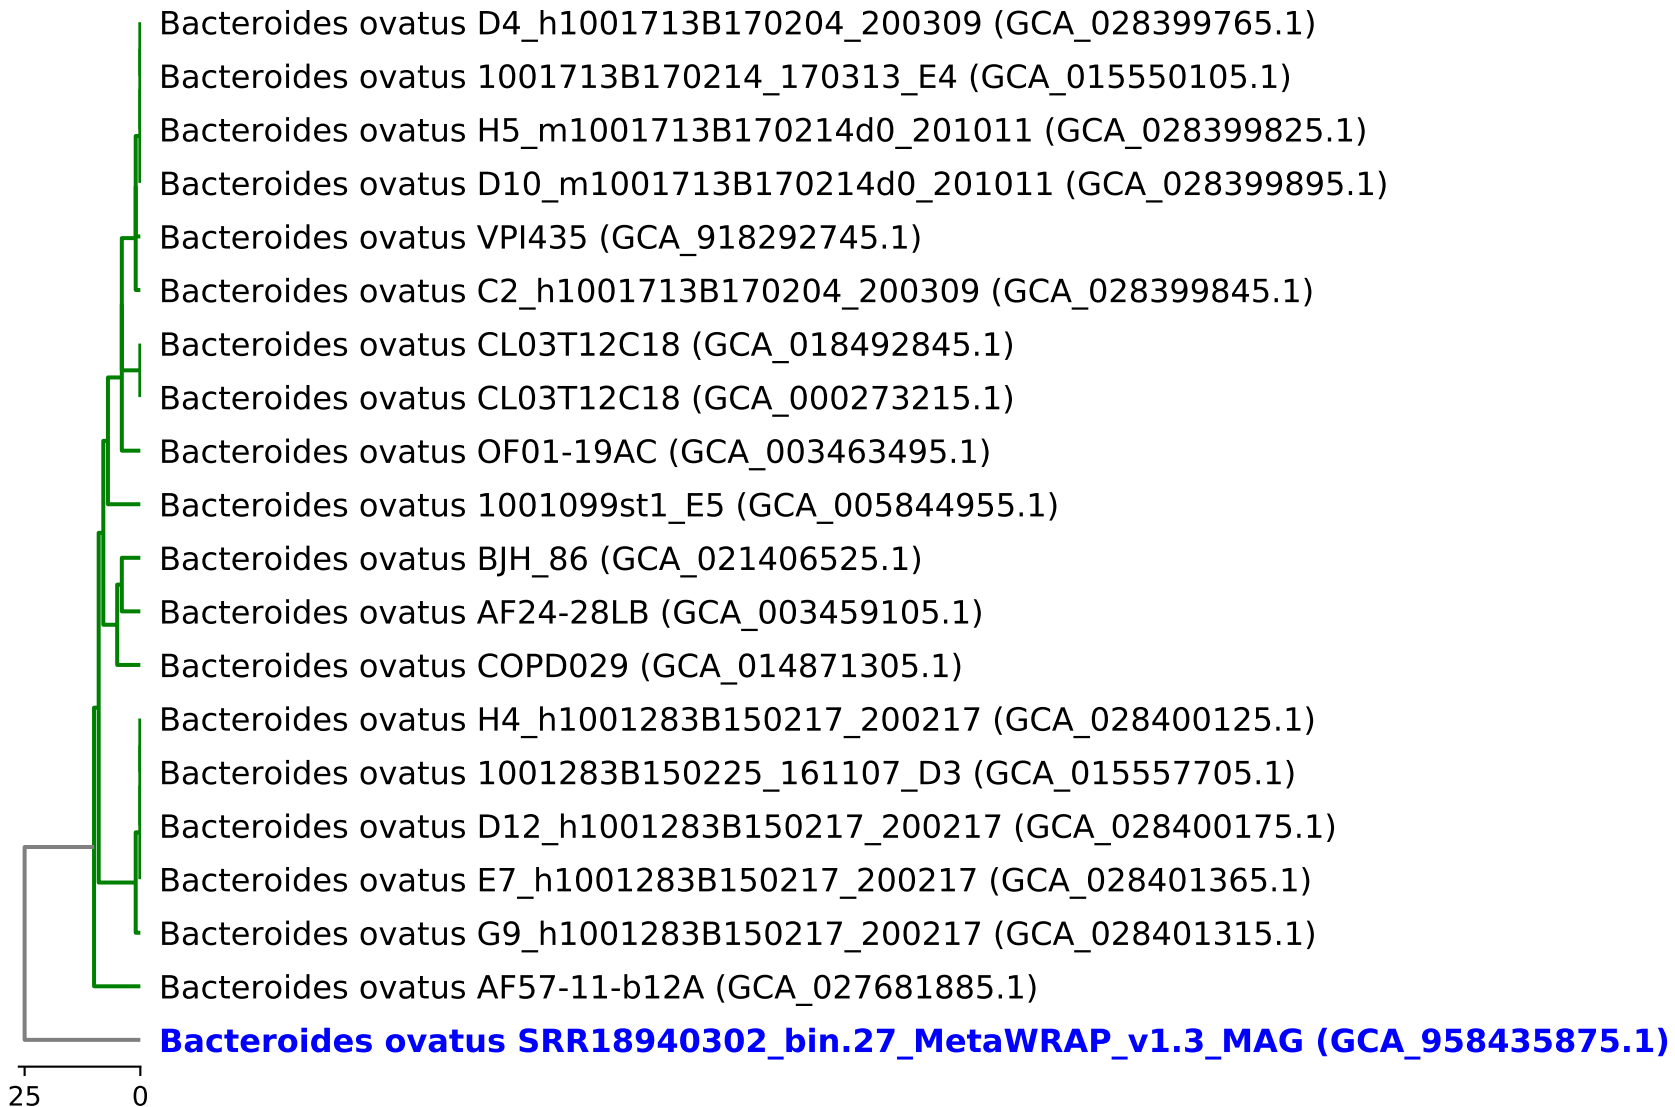 Bacteroides ovatus D4_h1001713B170204_200309 (GCA_028399765.1)
Bacteroides ovatus 1001713B170214_170313_E4 (GCA_015550105.1)
Bacteroides ovatus H5_m1001713B170214d0_201011 (GCA_028399825.1)
Bacteroides ovatus D10_m1001713B170214d0_201011 (GCA_028399895.1)
Bacteroides ovatus VPI435 (GCA_918292745.1)
Bacteroides ovatus C2_h1001713B170204_200309 (GCA_028399845.1)
Bacteroides ovatus CL03T12C18 (GCA_018492845.1)
Bacteroides ovatus CL03T12C18 (GCA_000273215.1)
Bacteroides ovatus OF01-19AC (GCA_003463495.1)
Bacteroides ovatus 1001099st1_E5 (GCA_005844955.1)
Bacteroides ovatus BJH_86 (GCA_021406525.1)
Bacteroides ovatus AF24-28LB (GCA_003459105.1)
Bacteroides ovatus COPD029 (GCA_014871305.1)
Bacteroides ovatus H4_h1001283B150217_200217 (GCA_028400125.1)
Bacteroides ovatus 1001283B150225_161107_D3 (GCA_015557705.1)
Bacteroides ovatus D12_h1001283B150217_200217 (GCA_028400175.1)
Bacteroides ovatus E7_h1001283B150217_200217 (GCA_028401365.1)
Bacteroides ovatus G9_h1001283B150217_200217 (GCA_028401315.1)
Bacteroides ovatus AF57-11-b12A (GCA_027681885.1)
Bacteroides ovatus SRR18940302_bin.27_MetaWRAP_v1.3_MAG (GCA_958435875.1)
25 0